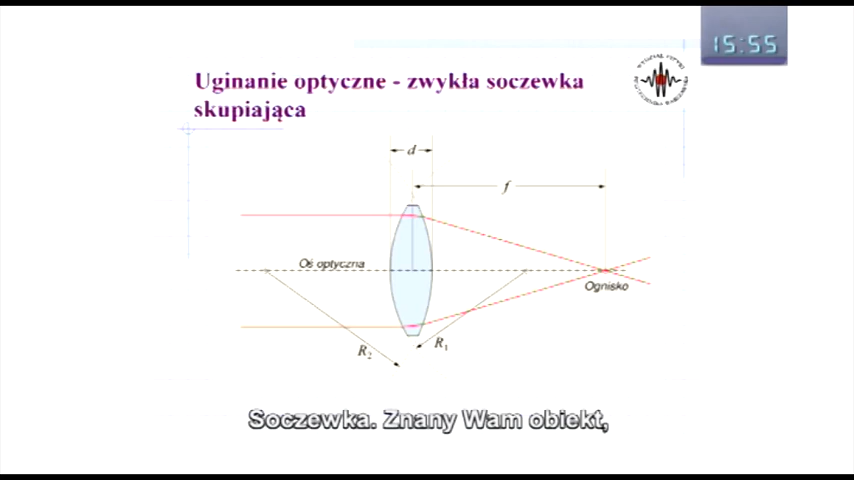 15:55
Uginanie optyczne - zwykła soczewka
skupiająca
d
f
Oś optyczna
Ognisko
R₂
R₁
Soczewka. Znany Wam obiekt,